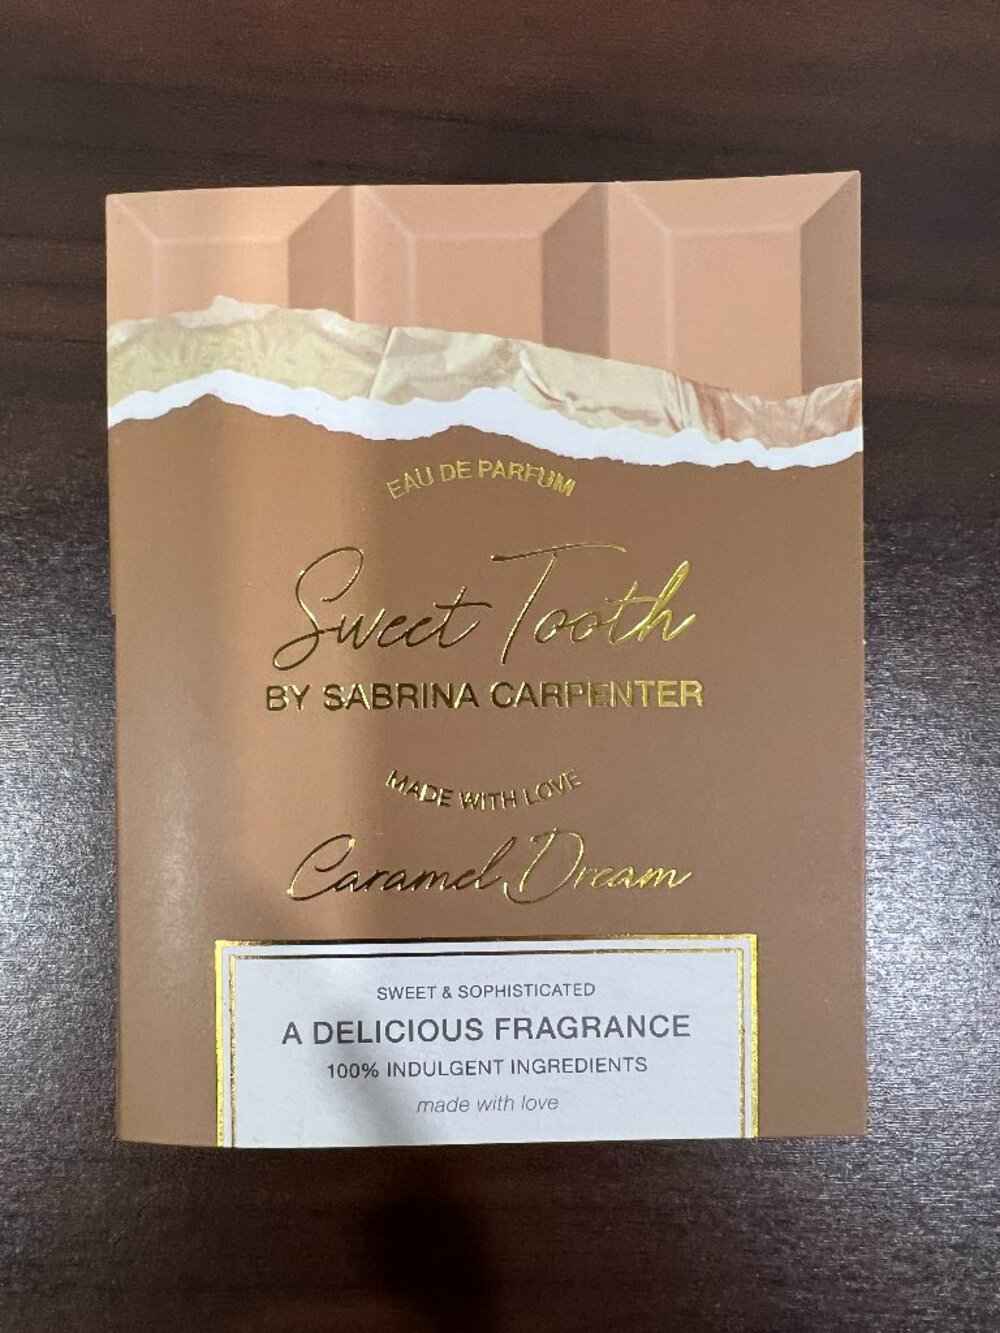 EAU DE PARFUM
Sweet Tooth
BY SABRINA CARPENTER
MADE WITH LOVE
Caramel Dream
SWEET & SOPHISTICATED
A DELICIOUS FRAGRANCE
100% INDULGENT INGREDIENTS
made with love